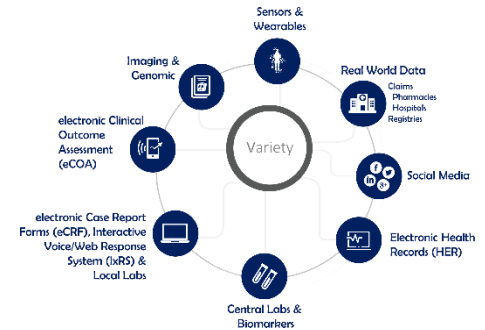 Sensors &
Wearables
Imaging &
Genomic
Real World Data
Claims
Pharmacies
Hospitals
Registries
electronic Clinical
Outcome
Assessment
(eCOA)
Variety
Social Media
electronic Case Report
Forms (eCRF), Interactive
Voice/Web Response
System (IxRS) &
Local Labs
Electronic Health
Records (HER)
Central Labs &
Biomarkers